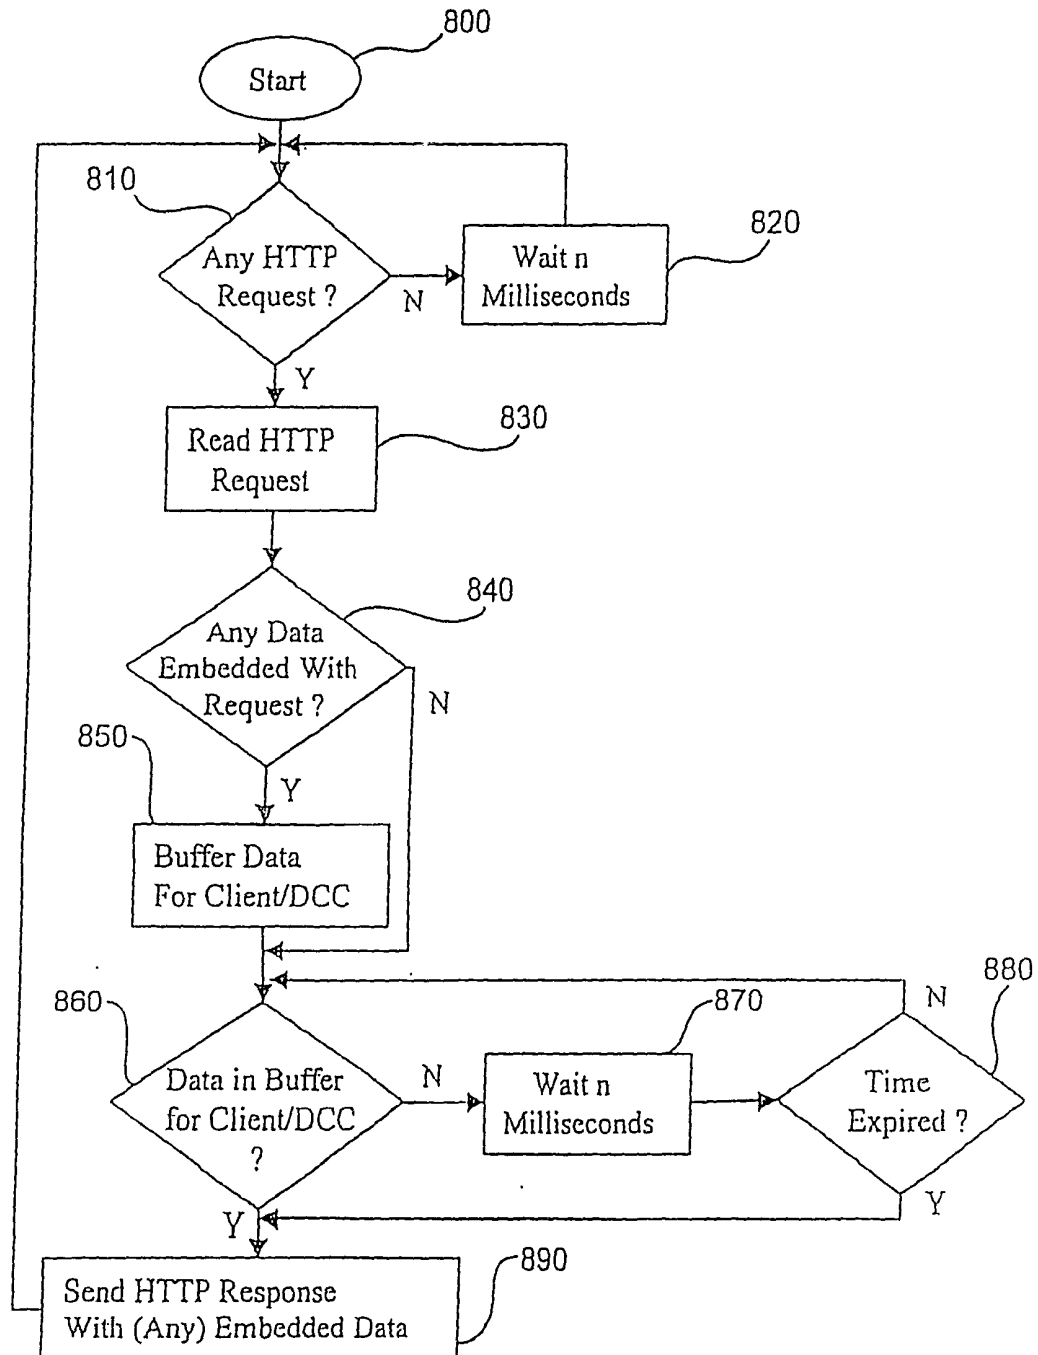 800
Start
810
Any HTTP
Request ?
N
820
Wait n
Milliseconds
Y
830
Read HTTP
Request
840
Any Data
Embedded With
Request ?
N
850
Y
Buffer Data
For Client/DCC
860
Data in Buffer
for Client/DCC
?
N
870
Wait n
Milliseconds
880
N
Time
Expired ?
Y
Y
890
Send HTTP Response
With (Any) Embedded Data